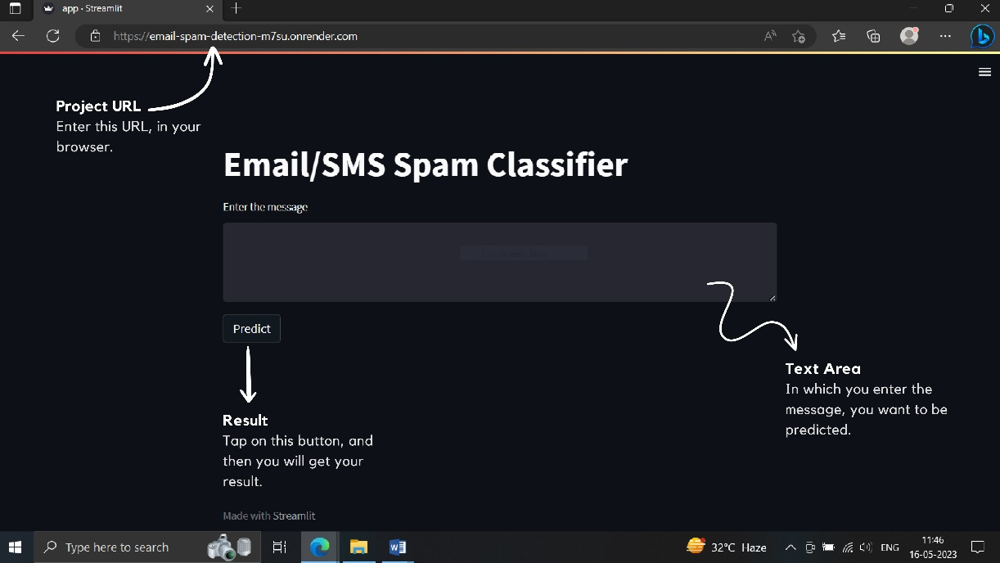 app · Streamlit
https://email-spam-detection-m7su.onrender.com
Project URL
Enter this URL, in your
browser.
Email/SMS Spam Classifier
Enter the message
Predict
Text Area
In which you enter the
message, you want to be
predicted.
Result
Tap on this button, and
then you will get your
result.
Made with Streamlit
Type here to search
32°C Haze
ENG
11:46
16-05-2023